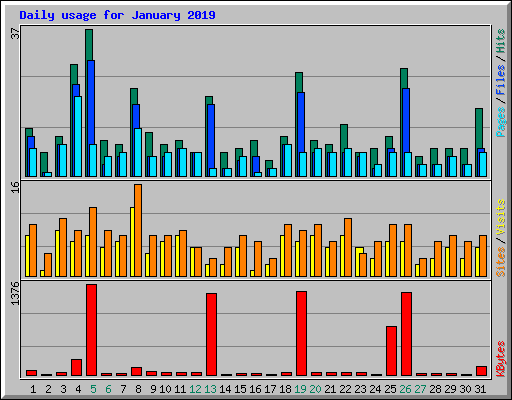 Daily usage for January 2019
37
Pages / Files / Hits
16
Sites / Visits
1376
KBytes
1 2 3 4 5 6 7 8 9 10 11 12 13 14 15 16 17 18 19 20 21 22 23 24 25 26 27 28 29 30 31